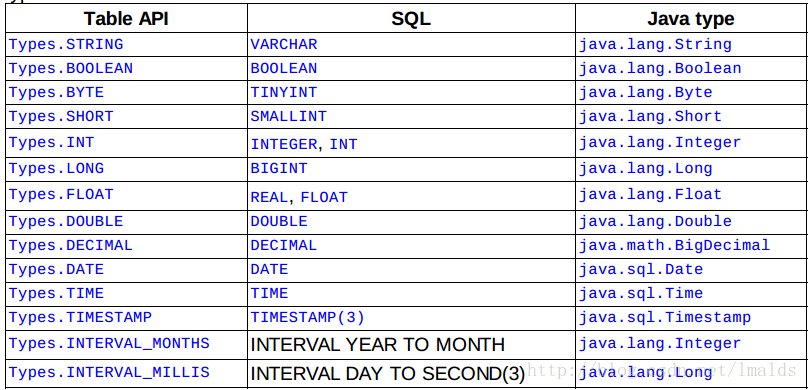 Table API SQL Java type
Types.STRING VARCHAR java.lang.String
Types.BOOLEAN BOOLEAN java.lang.Boolean
Types.BYTE TINYINT java.lang.Byte
Types.SHORT SMALLINT java.lang.Short
Types.INT INTEGER, INT java.lang.Integer
Types.LONG BIGINT java.lang.Long
Types.FLOAT REAL, FLOAT java.lang.Float
Types.DOUBLE DOUBLE java.lang.Double
Types.DECIMAL DECIMAL java.math.BigDecimal
Types.DATE DATE java.sql.Date
Types.TIME TIME java.sql.Time
Types.TIMESTAMP TIMESTAMP(3) java.sql.Timestamp
Types.INTERVAL_MONTHS INTERVAL YEAR TO MONTH java.lang.Integer
Types.INTERVAL_MILLIS INTERVAL DAY TO SECOND(3) java.lang.Long
http://blog.csdn.net/lmalds